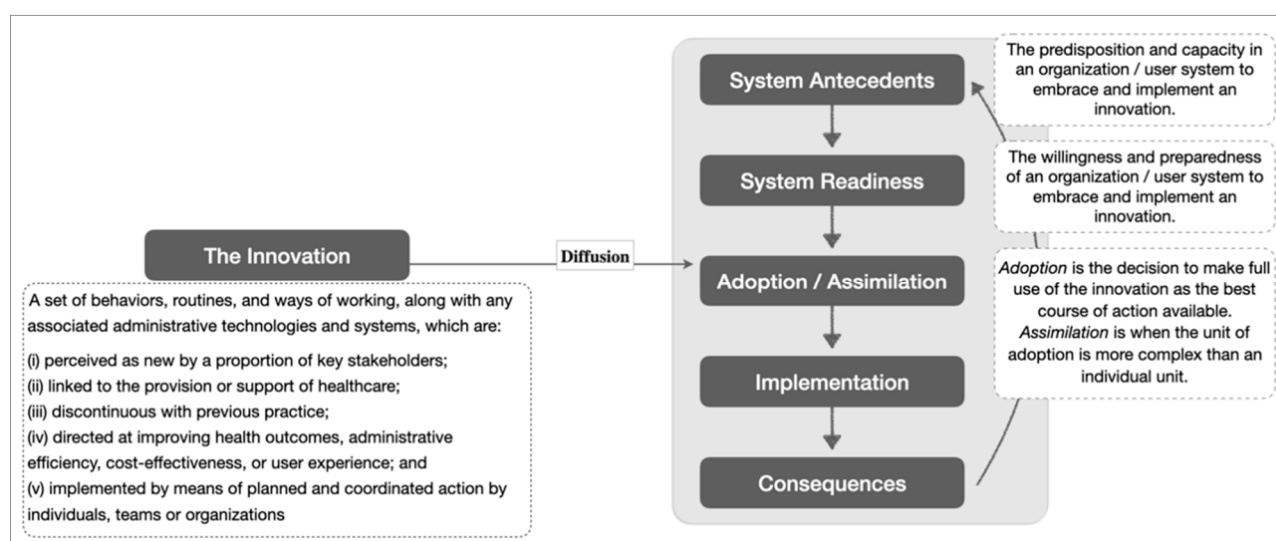 The Innovation
A set of behaviors, routines, and ways of working, along with any
associated administrative technologies and systems, which are:
(i) perceived as new by a proportion of key stakeholders;
(ii) linked to the provision or support of healthcare;
(iii) discontinuous with previous practice;
(iv) directed at improving health outcomes, administrative
efficiency, cost-effectiveness, or user experience; and
(v) implemented by means of planned and coordinated action by
individuals, teams or organizations
Diffusion
System Antecedents
System Readiness
Adoption / Assimilation
Implementation
Consequences
The predisposition and capacity in
an organization / user system to
embrace and implement an
innovation.
The willingness and preparedness
of an organization / user system to
embrace and implement an
innovation.
Adoption is the decision to make full
use of the innovation as the best
course of action available.
Assimilation is when the unit of
adoption is more complex than an
individual unit.